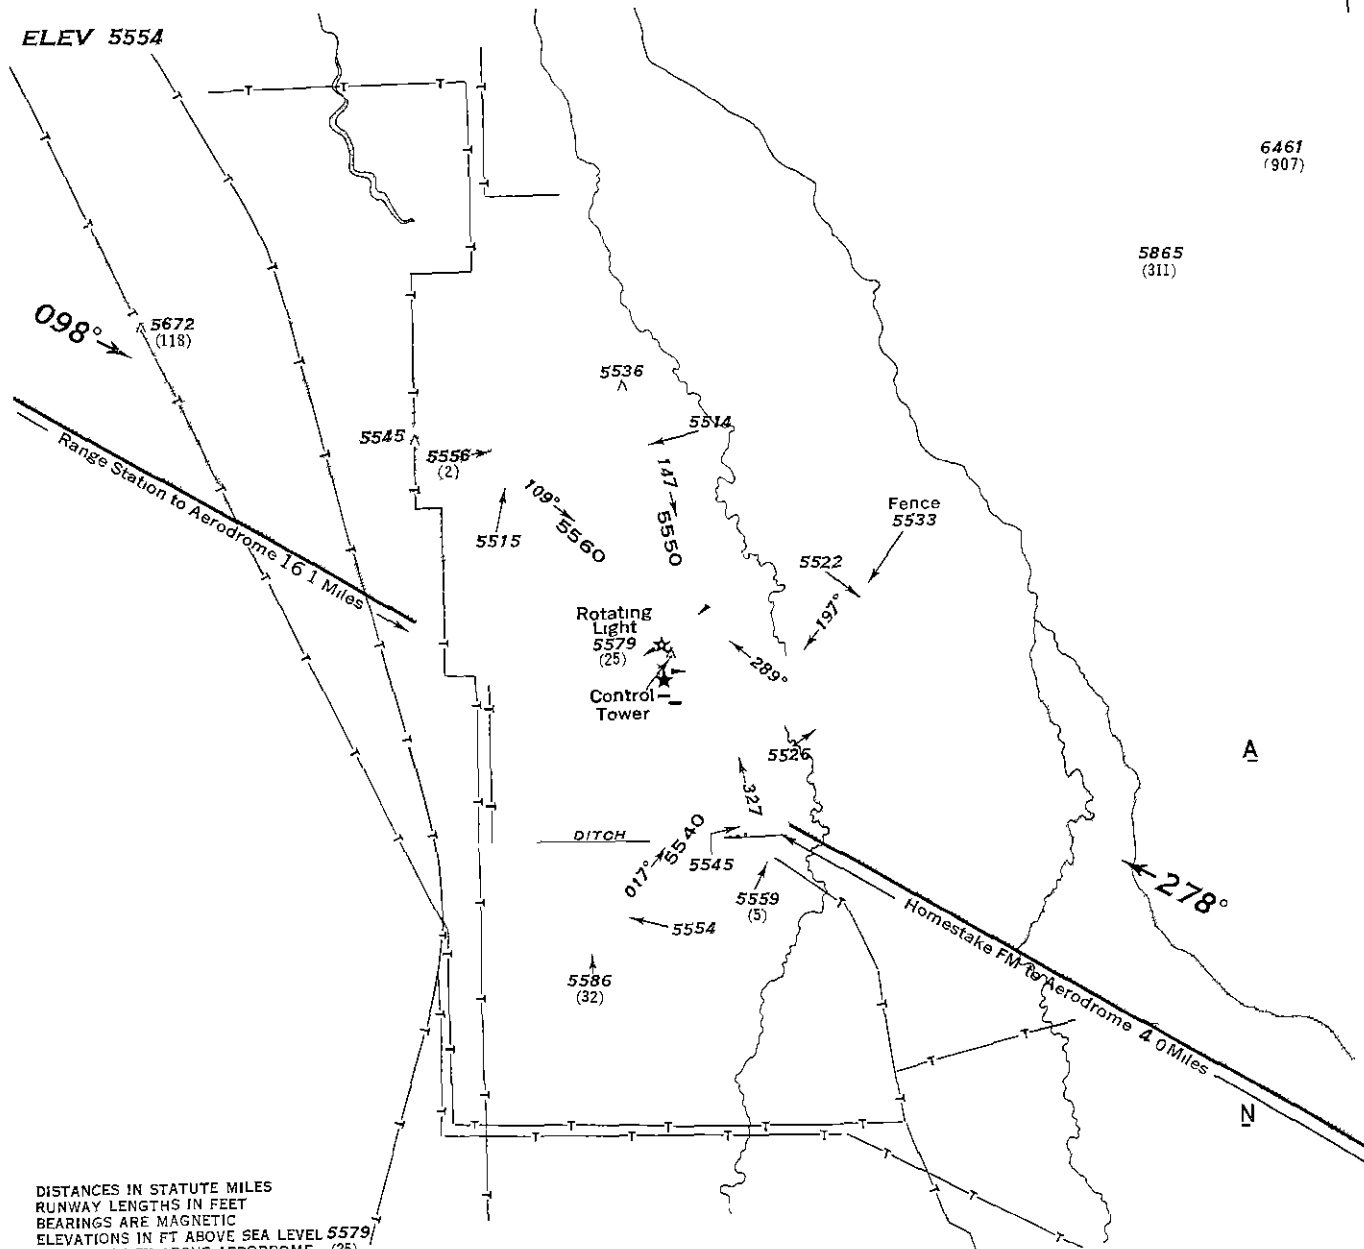 ELEV 5554
6461
(907)
5865
(311)
098°
5672
(118)
5536
5514
5545
5556
(2)
147
109°
5560
5550
5515
Fence
5533
5522
197°
Range Station to Aerodrome 16 1 Miles
Rotating
Light
5579
(25)
289°
Control
Tower
5526
A
327
DITCH
5540
017°
5545
5559
(5)
278°
5554
Homestake FM to Aerodrome 4 0 Miles
5586
(32)
N
DISTANCES IN STATUTE MILES
RUNWAY LENGTHS IN FEET
BEARINGS ARE MAGNETIC
ELEVATIONS IN FT ABOVE SEA LEVEL 5579